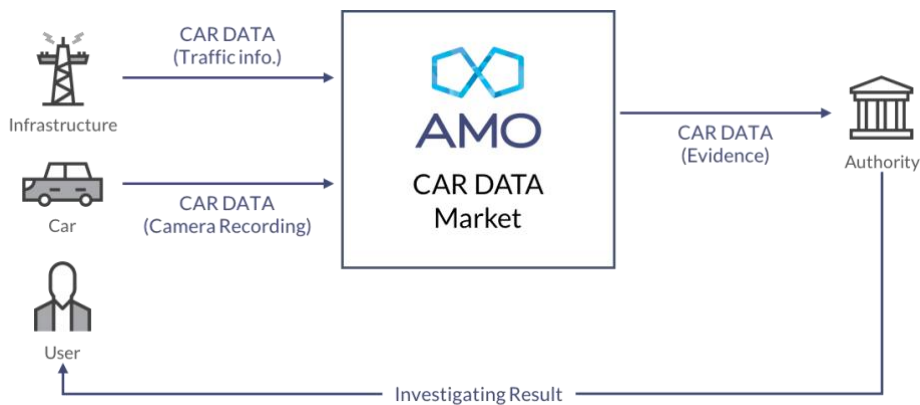 CAR DATA
(Traffic info.)
Infrastructure
CAR DATA
(Camera Recording)
Car
User
AMO
CAR DATA
Market
CAR DATA
(Evidence)
Authority
Investigating Result